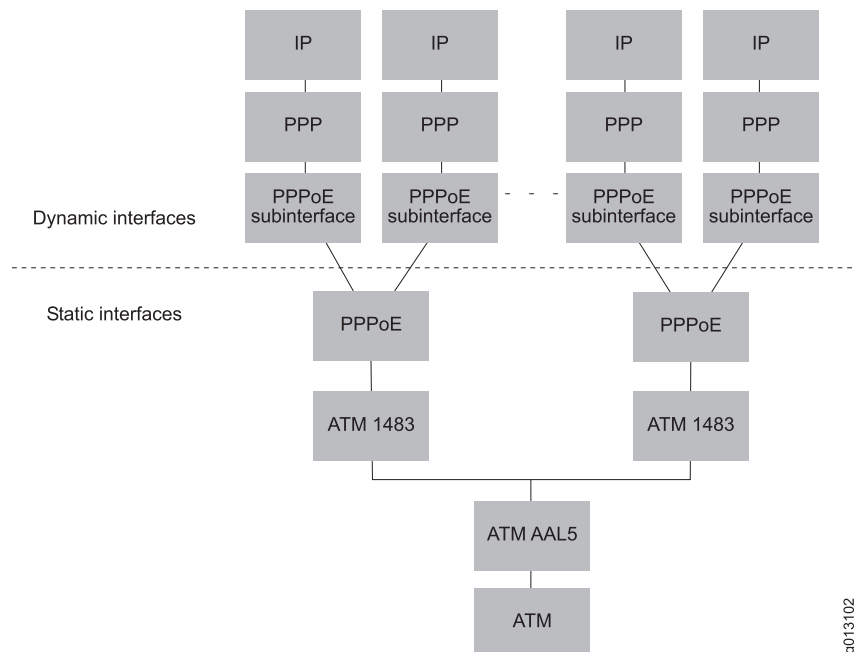 IP IP IP IP
PPP PPP PPP PPP
PPPoE PPPoE PPPoE PPPoE
subinterface subinterface subinterface subinterface
Dynamic interfaces
Static interfaces
PPPoE PPPoE
ATM 1483 ATM 1483
ATM AAL5
ATM
g013102